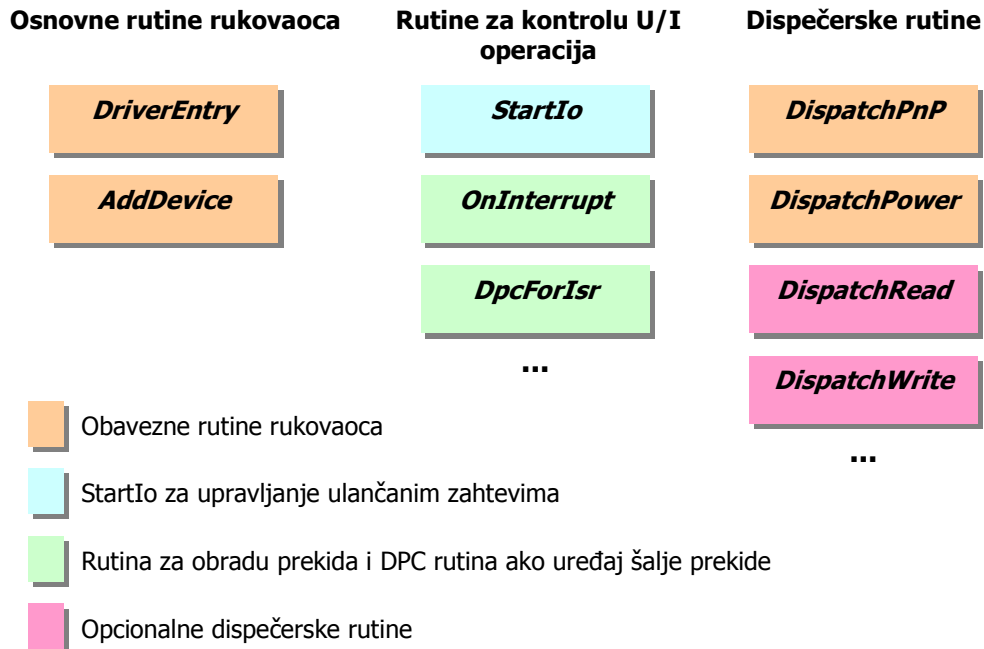 Osnovne rutine rukovaoca
Rutine za kontrolu U/I
operacija
Dispečerske rutine
DriverEntry
StartIo
DispatchPnP
AddDevice
OnInterrupt
DispatchPower
DpcForIsr
DispatchRead
...
DispatchWrite
...
Obavezne rutine rukovaoca
StartIo za upravljanje ulančanim zahtevima
Rutina za obradu prekida i DPC rutina ako uređaj šalje prekide
Opcionalne dispečerske rutine